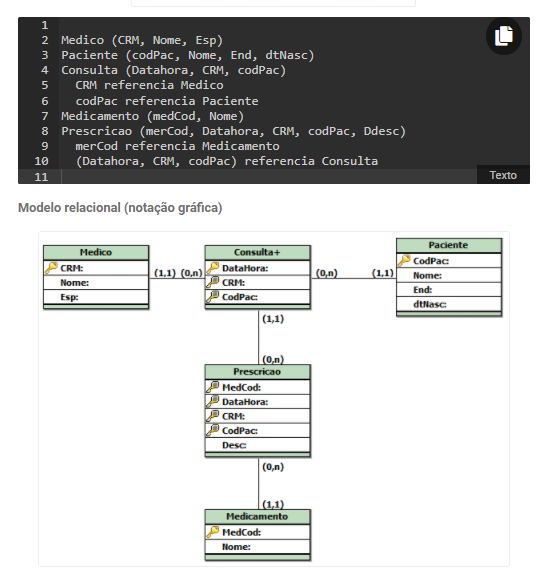 1
2 Medico (CRM, Nome, Esp)
3 Paciente (codPac, Nome, End, dtNasc)
4 Consulta (Datahora, CRM, codPac)
5 CRM referencia Medico
6 codPac referencia Paciente
7 Medicamento (medCod, Nome)
8 Prescricao (merCod, Datahora, CRM, codPac, Ddesc)
9 merCod referencia Medicamento
10 (Datahora, CRM, codPac) referencia Consulta
11
Texto
Modelo relacional (notação gráfica)
Medico
CRM:
Nome:
Esp:
(1,1) (0,n)
Consulta+
DataHora:
CRM:
CodPac:
(0,n) (1,1)
Paciente
CodPac:
Nome:
End:
dtNasc:
(1,1)
(0,n)
Prescricao
MedCod:
DataHora:
CRM:
CodPac:
Desc:
(0,n)
(1,1)
Medicamento
MedCod:
Nome: